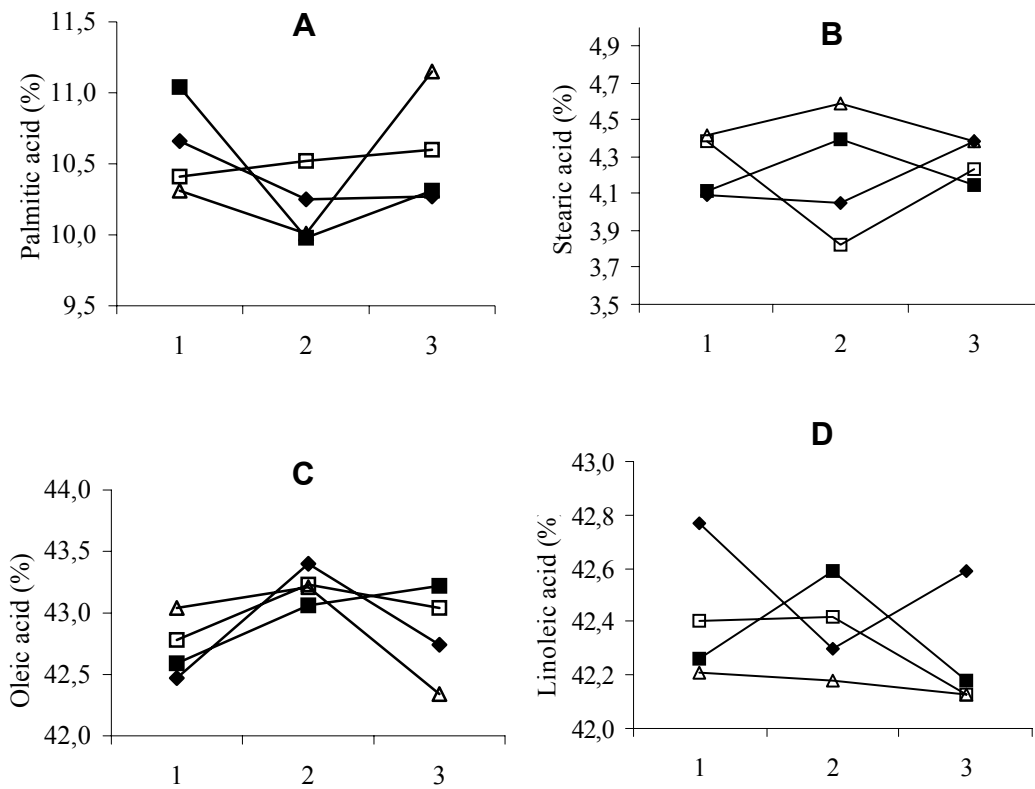 A
Palmitic acid (%)
11,5
11,0
10,5
10,0
9,5
1 2 3
B
Stearic acid (%)
4,9
4,7
4,5
4,3
4,1
3,9
3,7
3,5
1 2 3
C
Oleic acid (%)
44,0
43,5
43,0
42,5
42,0
1 2 3
D
Linoleic acid (%)
43,0
42,8
42,6
42,4
42,2
42,0
1 2 3